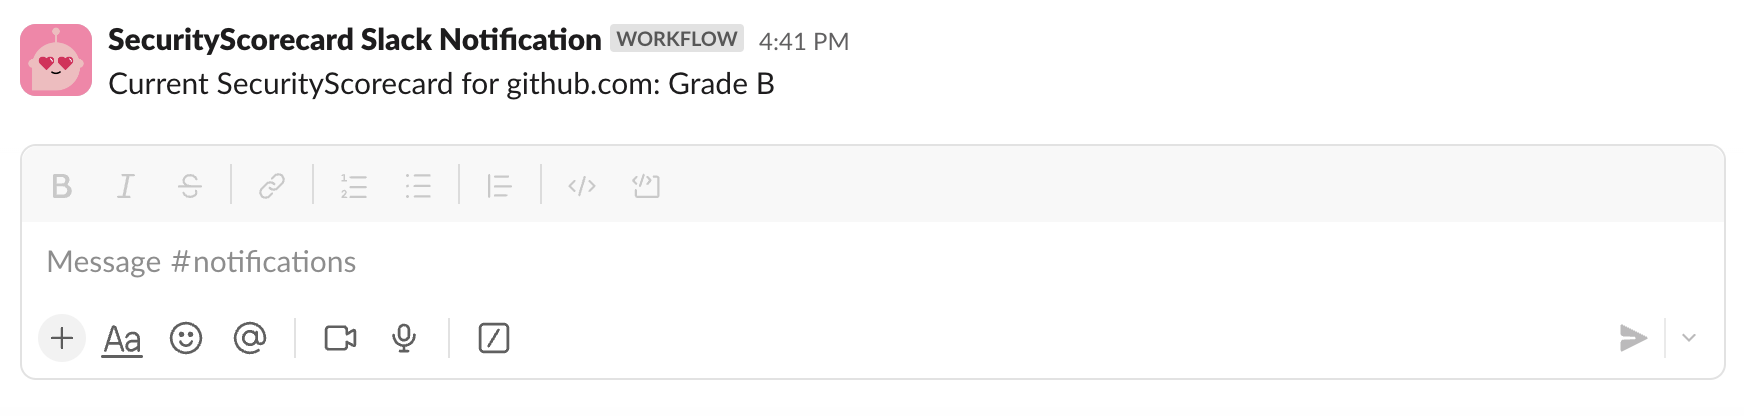 SecurityScorecard Slack Notification WORKFLOW 4:41 PM
Current SecurityScorecard for github.com: Grade B
B I S
Message #notifications
+ Aa @